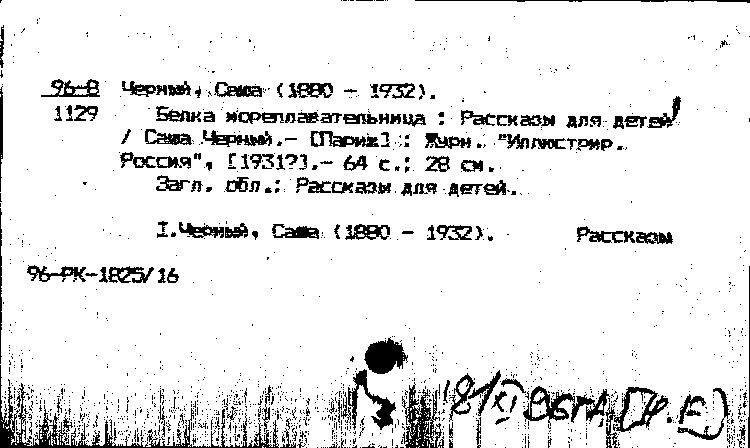 96-8 Черный, Саша (1880 - 1932).
1129 Белка мореплавательница : Рассказы для детей
/ Саша Черный.- [Париж] : Журн. "Иллюстрир.
Россия", [1931?].- 64 с.; 28 см.
Загл. обл.: Рассказы для детей.
I.Черный, Саша (1880 - 1932). Рассказы
96-РК-1825/16